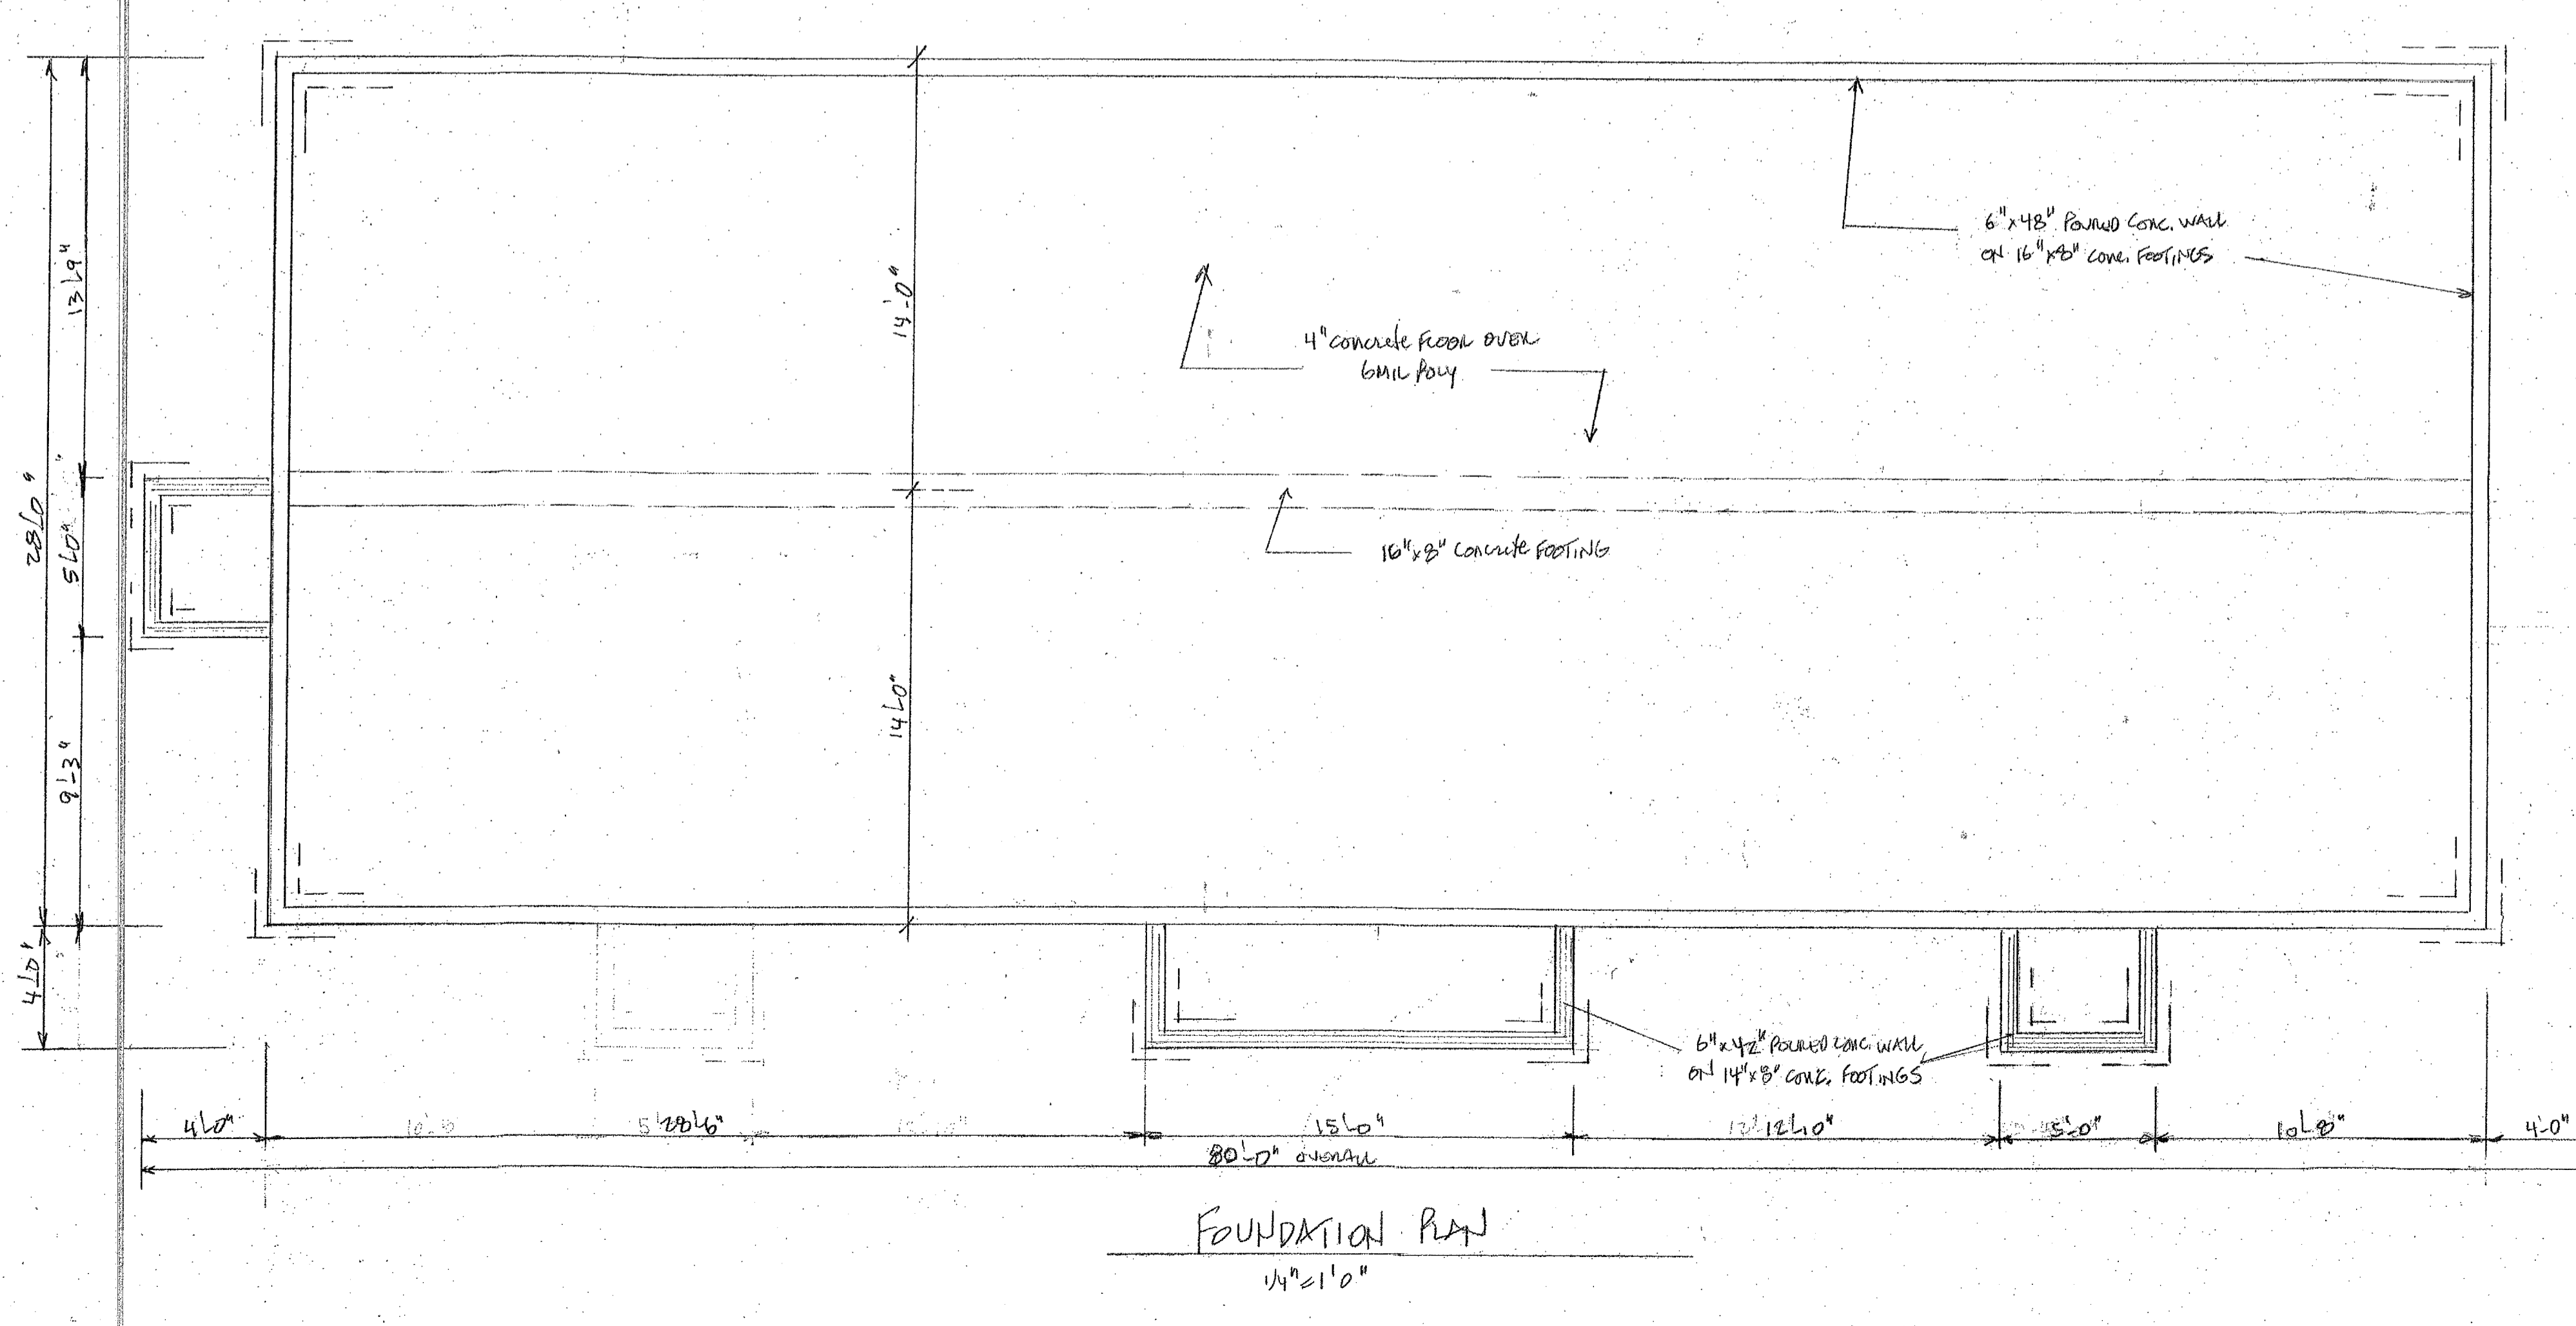 6"x48" POURED CONC. WALL
ON 16"x8" CONC. FOOTINGS
13'-9"
14'-0"
4" CONCRETE FLOOR OVER
6MIL POLY
28'-0"
5'-0"
16"x8" CONCRETE FOOTING
14'-0"
9'-3"
4'-0"
6"x42" POURED CONC. WALL
ON 14"x8" CONC. FOOTINGS
4'-0" 28'-6" 15'-0" 12'-10" 5'-0" 10'-8" 4'-0"
80'-0" OVERALL
FOUNDATION PLAN
1/4"=1'0"